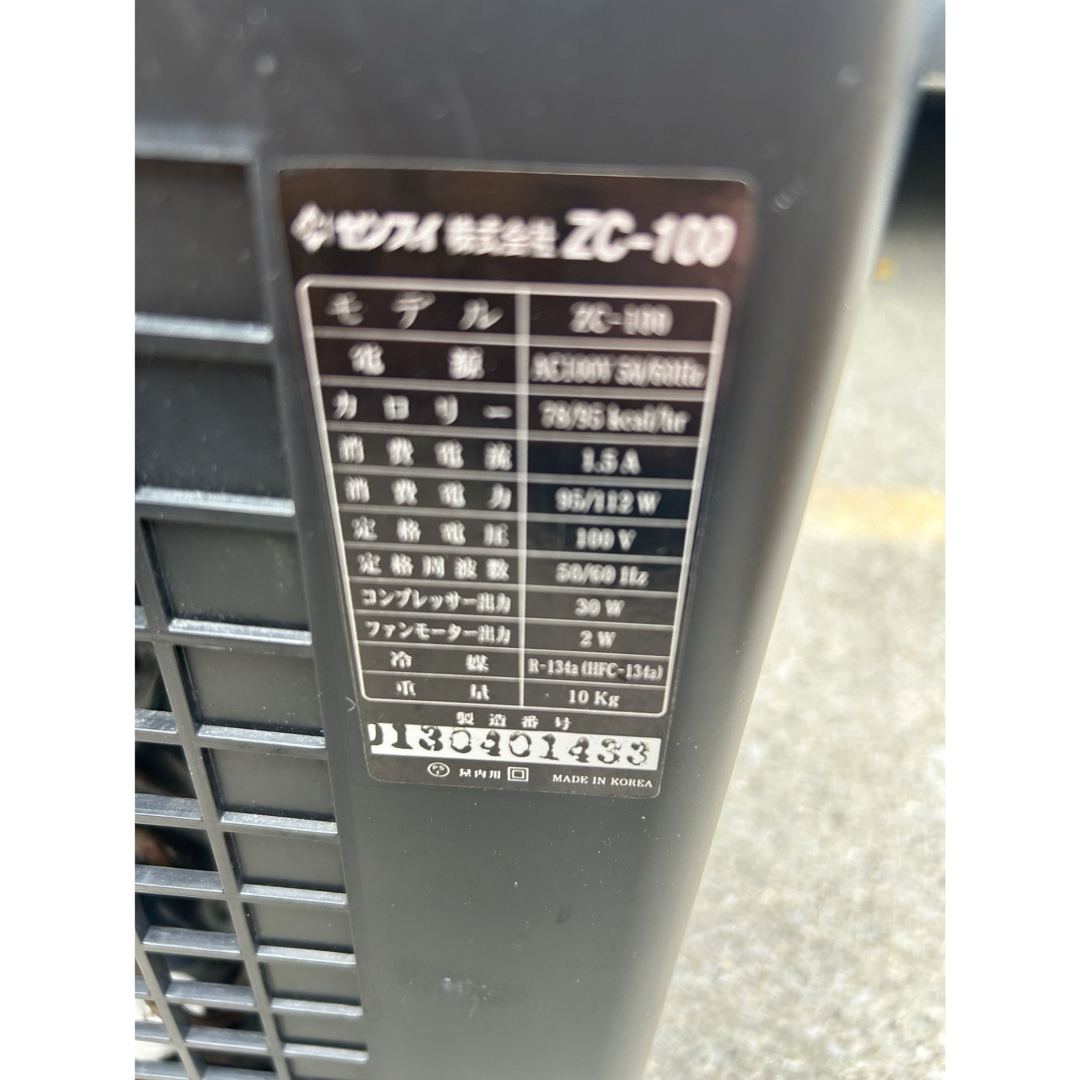 ゼンスイ 株式会社 ZC-100
モデル ZC-100
電源 AC100V 50/60Hz
カロリー 78/95 kcal/hr
消費電流 1.5A
消費電力 95/112 W
定格電圧 100 V
定格周波数 50/60 Hz
コンプレッサー出力 30 W
ファンモーター出力 2 W
冷媒 R-134a (HFC-134a)
重量 10 Kg
製造番号
J130401433
屋内用 MADE IN KOREA